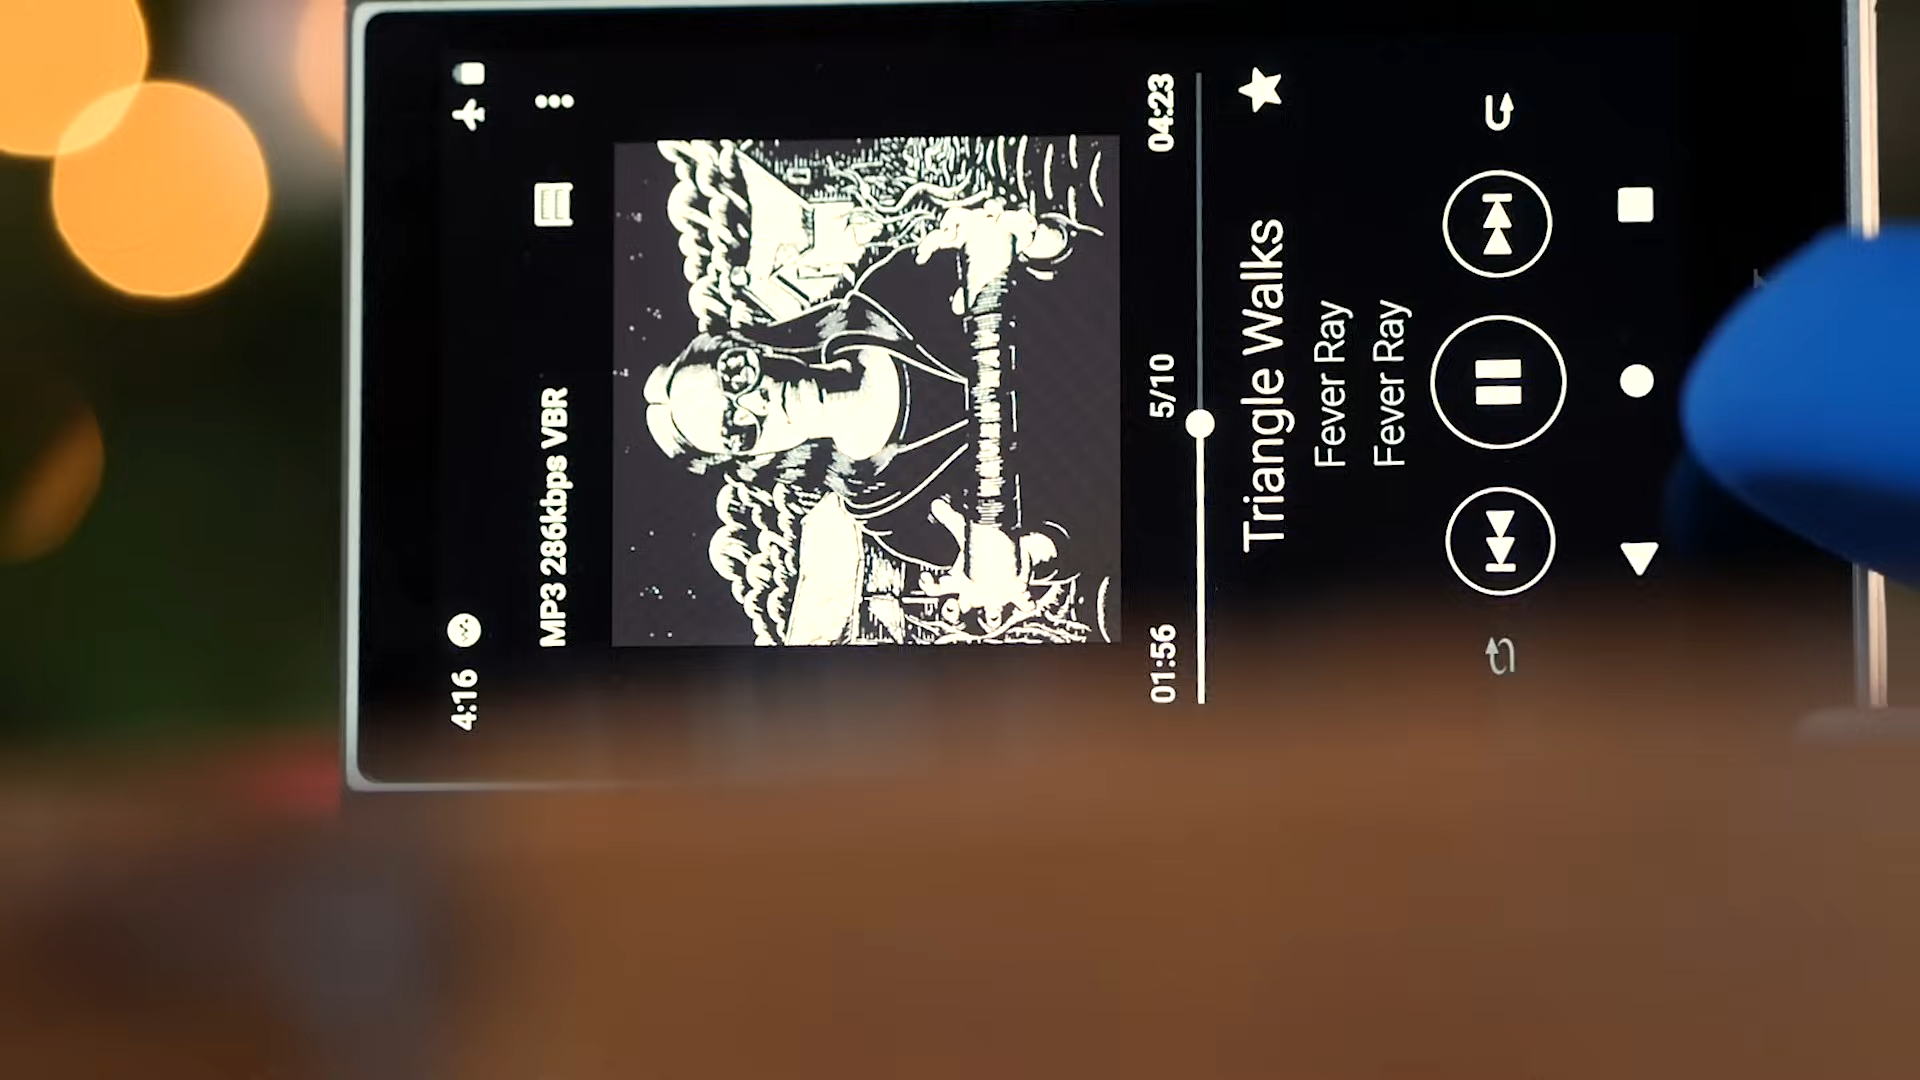 4:16
MP3 286kbps VBR
01:56 5/10 04:23
Triangle Walks
Fever Ray
Fever Ray